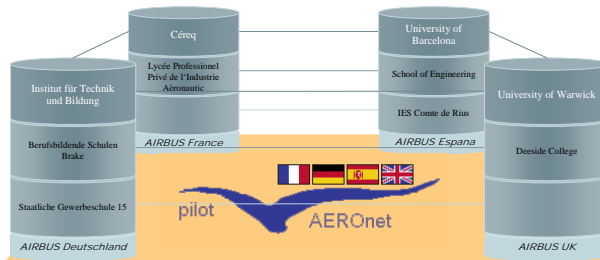 Céreq
Lycée Professionel
Privé de l'Industrie
Aèronautic
AIRBUS France
University of
Barcelona
School of Engineering
IES Comte de Rius
AIRBUS Espana
Institut für Technik
und Bildung
Berufsbildende Schulen
Brake
Staatliche Gewerbeschule 15
AIRBUS Deutschland
University of Warwick
Deeside College
AIRBUS UK
pilot
AEROnet